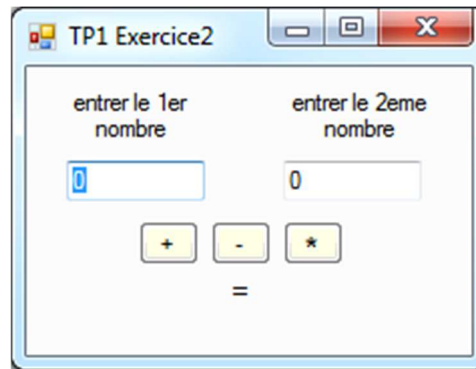 TP1 Exercice2
entrer le 1er
nombre
entrer le 2eme
nombre
0 0
+ - *
=